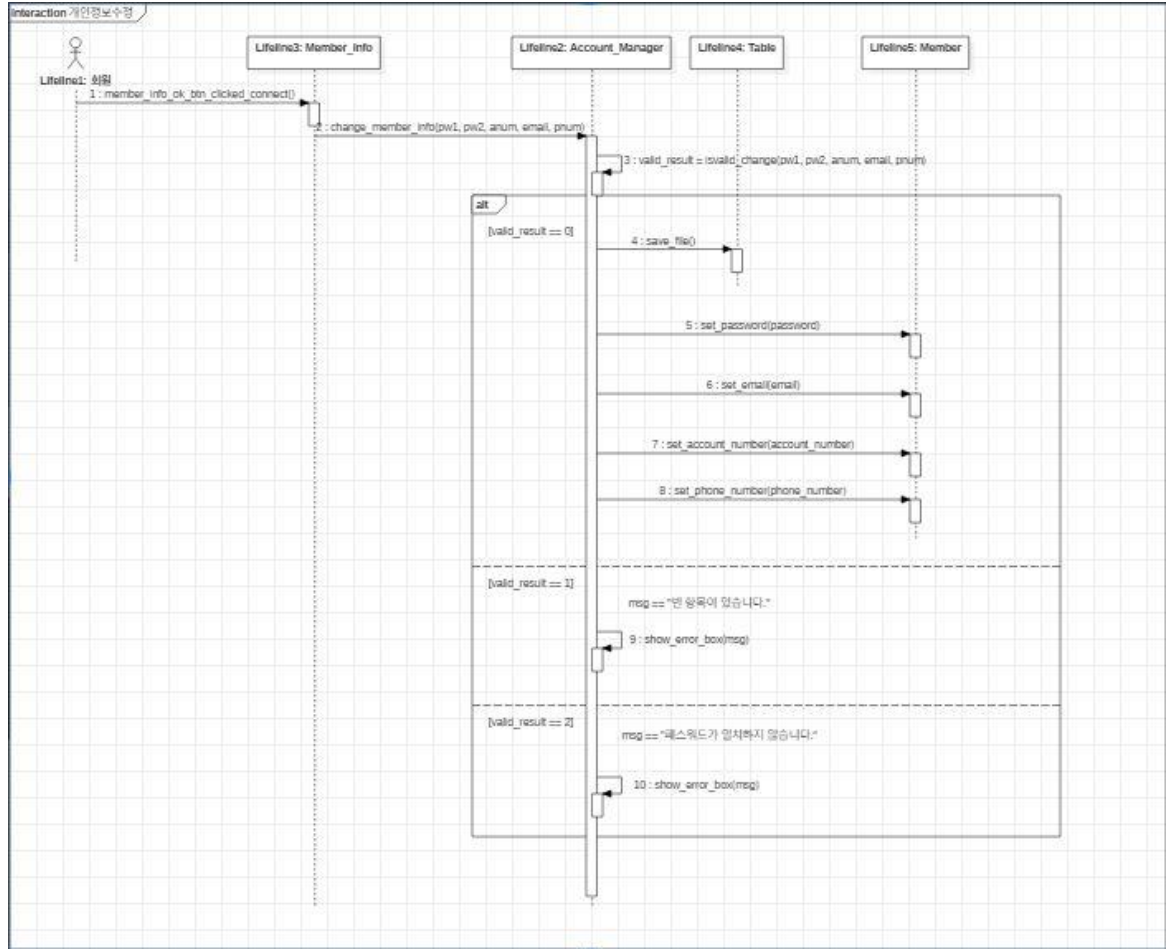 Interaction 개인정보수정
Lifeline3: Member_Info
Lifeline2: Account_Manager
Lifeline4: Table
Lifeline5: Member
Lifeline1: 회원
1 : member_info_ok_btn_clicked_connect()
2 : change_member_info(pw1, pw2, anum, email, pnum)
3 : valid_result = isvalid_change(pw1, pw2, anum, email, pnum)
alt
[valid_result == 0]
4 : save_file()
5 : set_password(password)
6 : set_email(email)
7 : set_account_number(account_number)
8 : set_phone_number(phone_number)
[valid_result == 1]
msg == "빈 항목이 있습니다."
9 : show_error_box(msg)
[valid_result == 2]
msg == "패스워드가 일치하지 않습니다."
10 : show_error_box(msg)